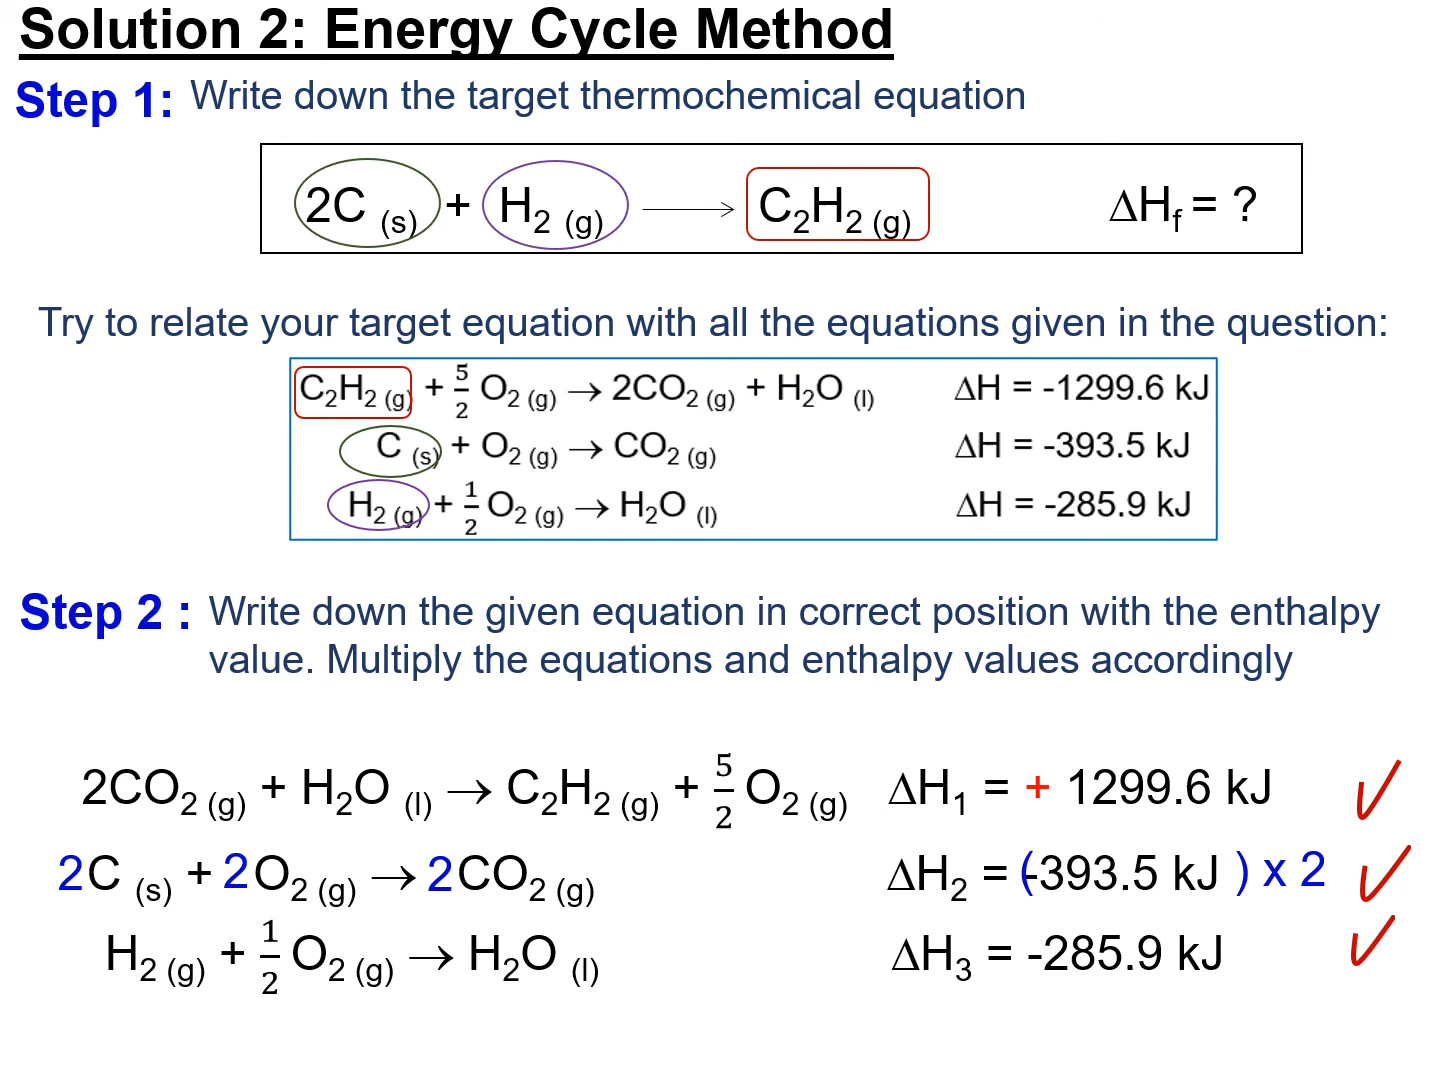 Solution 2: Energy Cycle Method
Step 1: Write down the target thermochemical equation
2C (s) + H₂ (g) ⟶ C₂H₂ (g) ΔHf = ?
Try to relate your target equation with all the equations given in the question:
C₂H₂ (g) + 5/2 O₂ (g) → 2CO₂ (g) + H₂O (l) ΔH = -1299.6 kJ
C (s) + O₂ (g) → CO₂ (g) ΔH = -393.5 kJ
H₂ (g) + 1/2 O₂ (g) → H₂O (l) ΔH = -285.9 kJ
Step 2 : Write down the given equation in correct position with the enthalpy
value. Multiply the equations and enthalpy values accordingly
2CO₂ (g) + H₂O (l) → C₂H₂ (g) + 5/2 O₂ (g) ΔH₁ = + 1299.6 kJ
2C (s) + 2O₂ (g) → 2CO₂ (g) ΔH₂ = (-393.5 kJ ) x 2
H₂ (g) + 1/2 O₂ (g) → H₂O (l) ΔH₃ = -285.9 kJ